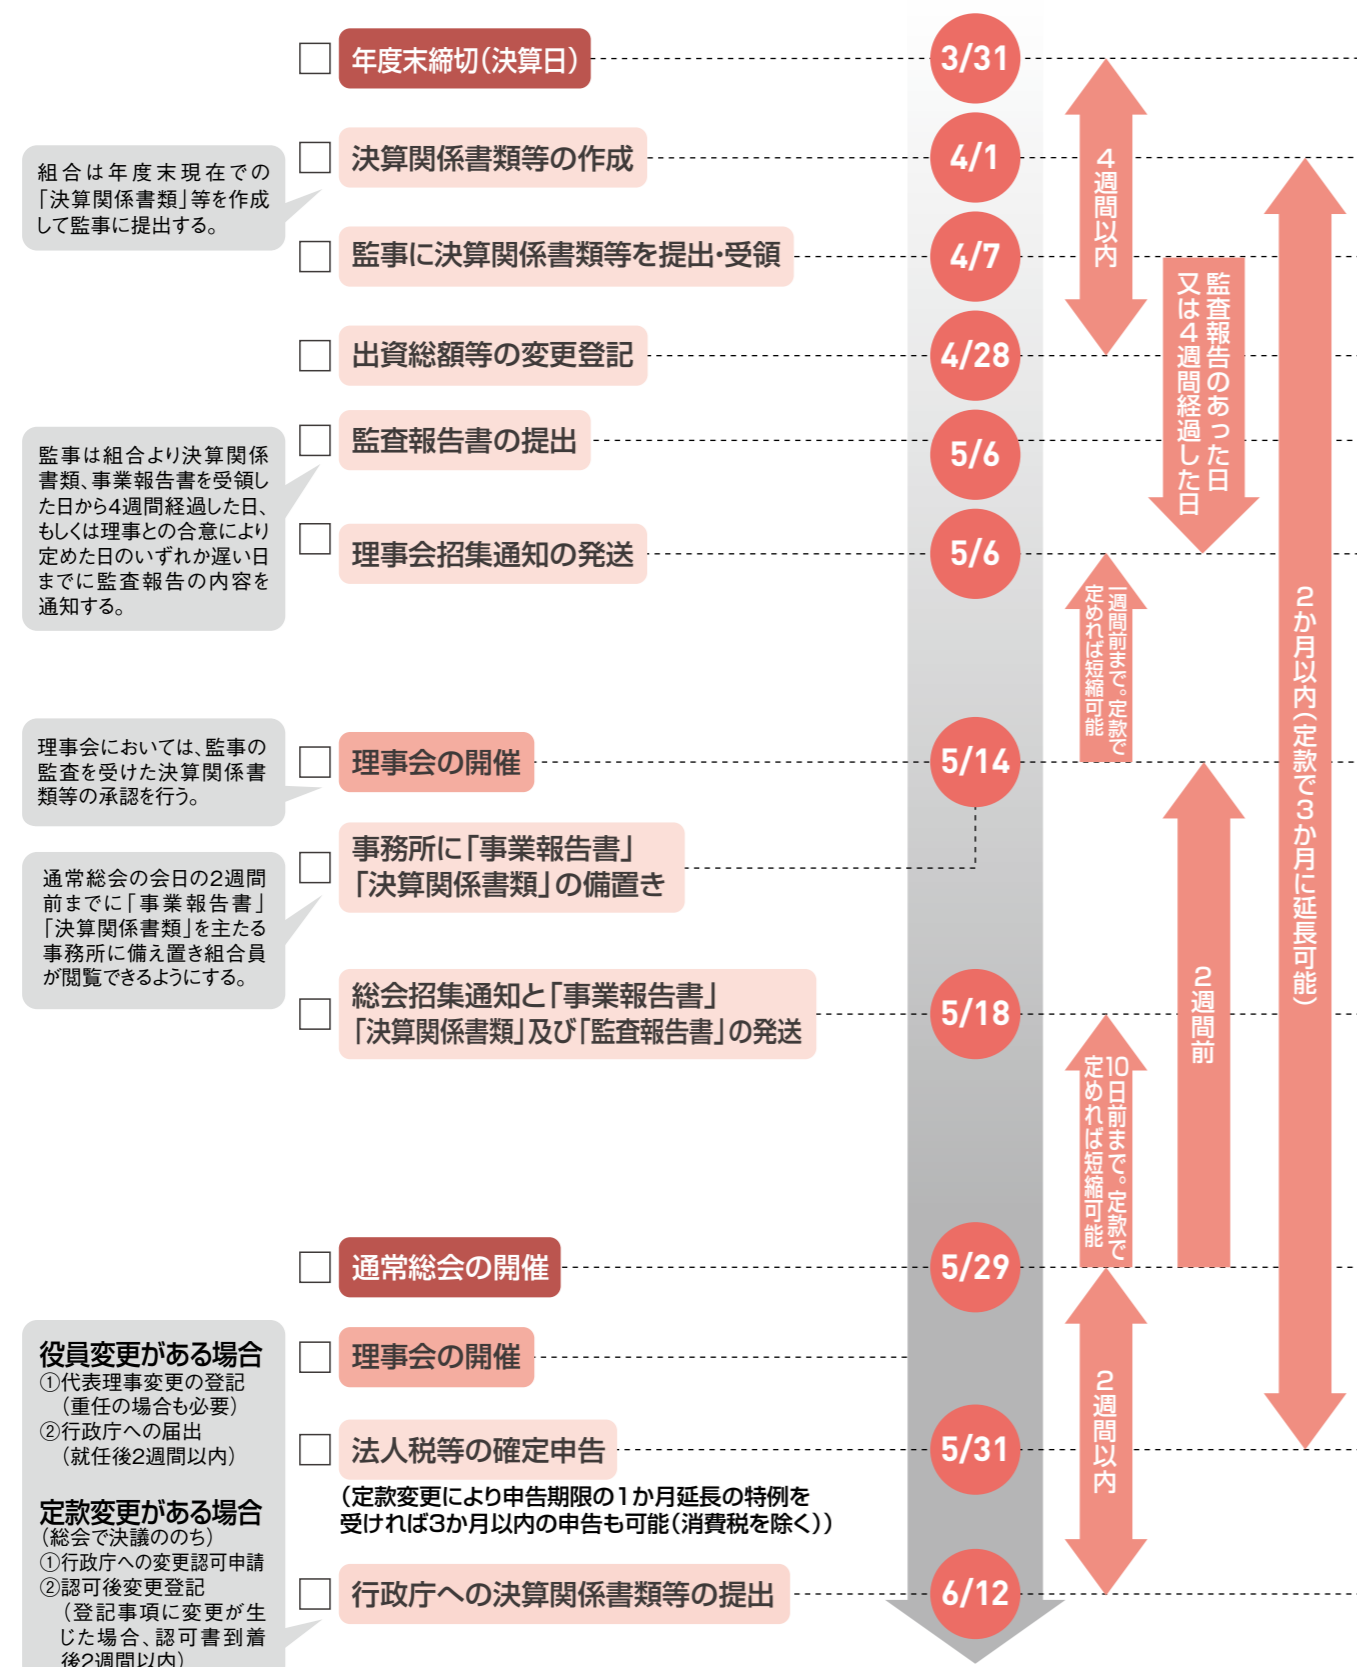 年度末締切(決算日)
3/31
決算関係書類等の作成
4/1
組合は年度末現在での
「決算関係書類」等を作成
して監事に提出する。
監事に決算関係書類等を提出・受領
4/7
4週間以内
出資総額等の変更登記
4/28
監査報告のあった日
又は4週間経過した日
監査報告書の提出
5/6
監事は組合より決算関係
書類、事業報告書を受領し
た日から4週間経過した日、
もしくは理事との合意により
定めた日のいずれか遅い日
までに監査報告の内容を
通知する。
理事会招集通知の発送
5/6
一週間前まで。定款で
定めれば短縮可能
2か月以内(定款で3か月に延長可能)
理事会においては、監事の
監査を受けた決算関係書
類等の承認を行う。
理事会の開催
5/14
事務所に「事業報告書」
「決算関係書類」の備置き
通常総会の会日の2週間
前までに「事業報告書」
「決算関係書類」を主たる
事務所に備え置き組合員
が閲覧できるようにする。
総会招集通知と「事業報告書」
「決算関係書類」及び「監査報告書」の発送
5/18
2週間前
10日前まで。定款で
定めれば短縮可能
通常総会の開催
5/29
理事会の開催
役員変更がある場合
①代表理事変更の登記
(重任の場合も必要)
②行政庁への届出
(就任後2週間以内)
法人税等の確定申告
5/31
(定款変更により申告期限の1か月延長の特例を
受ければ3か月以内の申告も可能(消費税を除く))
2週間以内
定款変更がある場合
(総会で決議ののち)
①行政庁への変更認可申請
②認可後変更登記
(登記事項に変更が生
じた場合、認可書到着
後2週間以内)
行政庁への決算関係書類等の提出
6/12